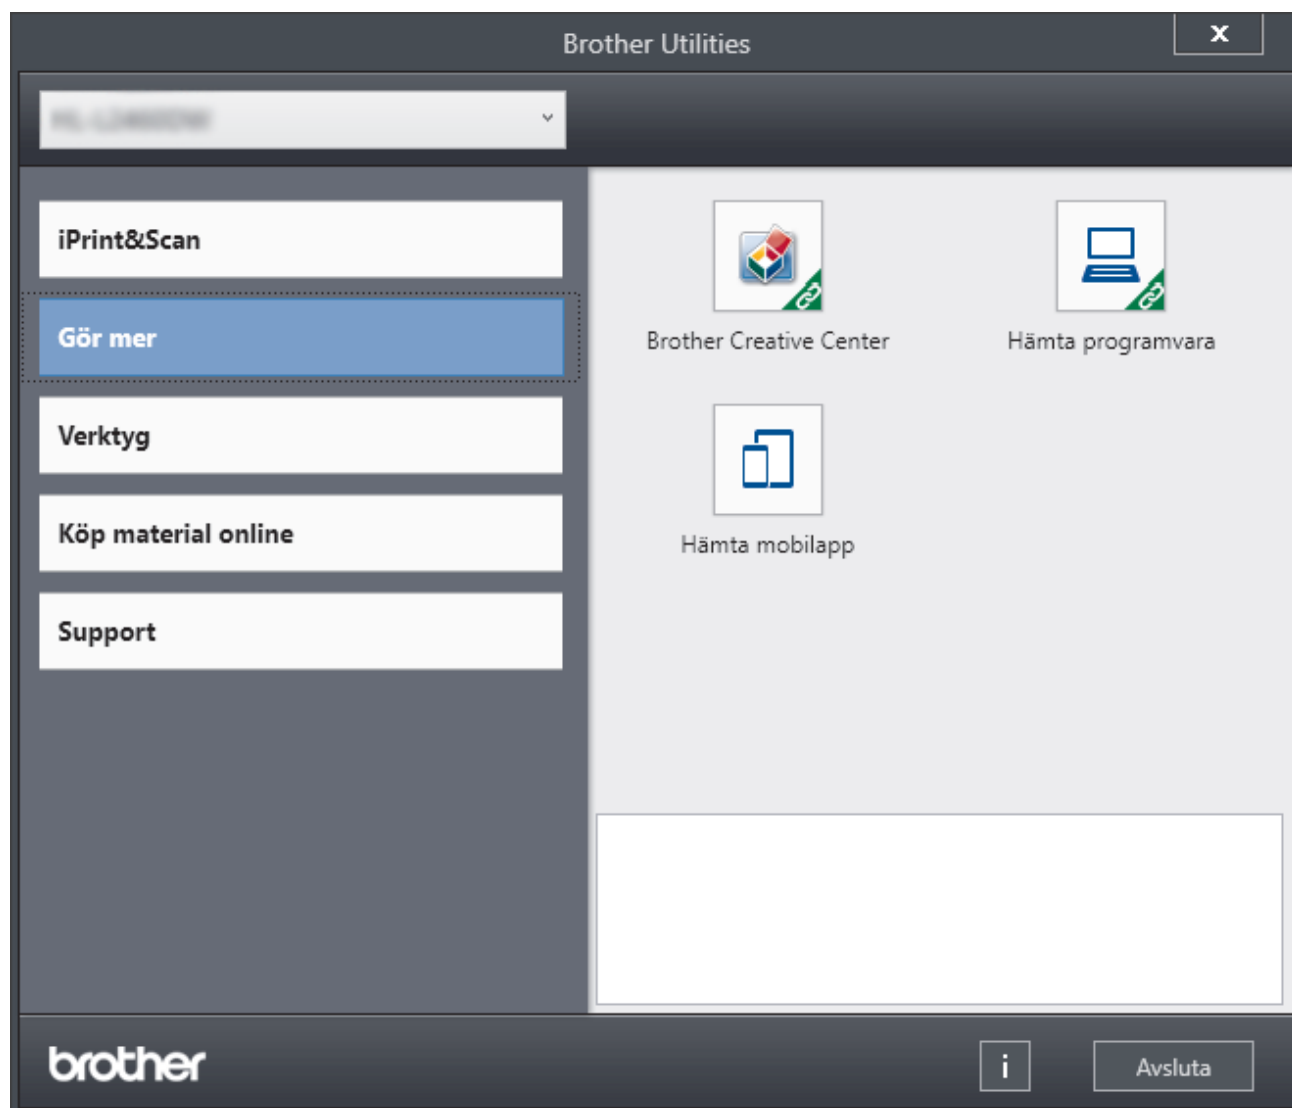 Brother Utilities
x
iPrint&Scan
Gör mer
Verktyg
Köp material online
Support
Brother Creative Center
Hämta programvara
Hämta mobilapp
brother
i
Avsluta